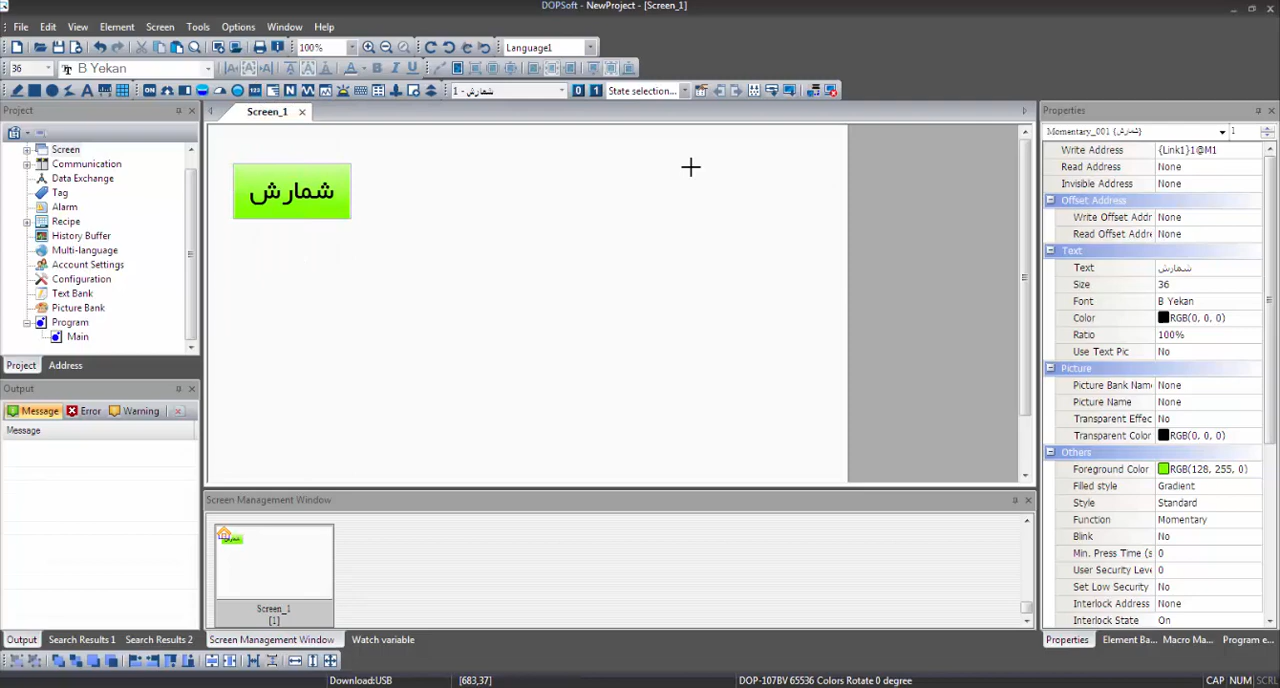 DOPSoft - NewProject - [Screen_1]
File Edit View Element Screen Tools Options Window Help
100% Language1
36 B Yekan
1 - شمارش State selection...
Project
Screen
Communication
Data Exchange
Tag
Alarm
Recipe
History Buffer
Multi-language
Account Settings
Configuration
Text Bank
Picture Bank
Program
Main
Project Address
Output
Message Error Warning
Message
Output Search Results 1 Search Results 2
Screen_1
شمارش
Screen Management Window
Screen_1
[1]
Screen Management Window Watch variable
Properties
Momentary_001 {شمارش} 1
Write Address {Link1}1@M1
Read Address None
Invisible Address None
Offset Address
Write Offset Addr None
Read Offset Addre None
Text
Text شمارش
Size 36
Font B Yekan
Color RGB(0, 0, 0)
Ratio 100%
Use Text Pic No
Picture
Picture Bank Name None
Picture Name None
Transparent Effec No
Transparent Color RGB(0, 0, 0)
Others
Foreground Color RGB(128, 255, 0)
Filled style Gradient
Style Standard
Function Momentary
Blink No
Min. Press Time (s 0
User Security Leve 0
Set Low Security No
Interlock Address None
Interlock State On
Properties Element Ba... Macro Ma... Program e...
Download:USB [683,37] DOP-107BV 65536 Colors Rotate 0 degree CAP NUM SCRL